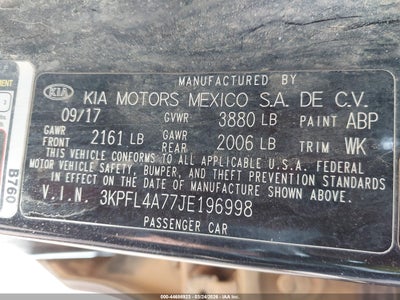 MANUFACTURED BY
KIA KIA MOTORS MEXICO S.A. DE C.V.
09/17 GVWR 3880 LB PAINT ABP
GAWR FRONT 2161 LB GAWR REAR 2006 LB TRIM WK
THIS VEHICLE CONFORMS TO ALL APPLICABLE U.S.A. FEDERAL
MOTOR VEHICLE SAFETY, BUMPER, AND THEFT PREVENTION STANDARDS
IN EFFECT ON THE DATE OF MANUFACTURE SHOWN ABOVE.
V.I.N. 3KPFL4A77JE196998
PASSENGER CAR
B760